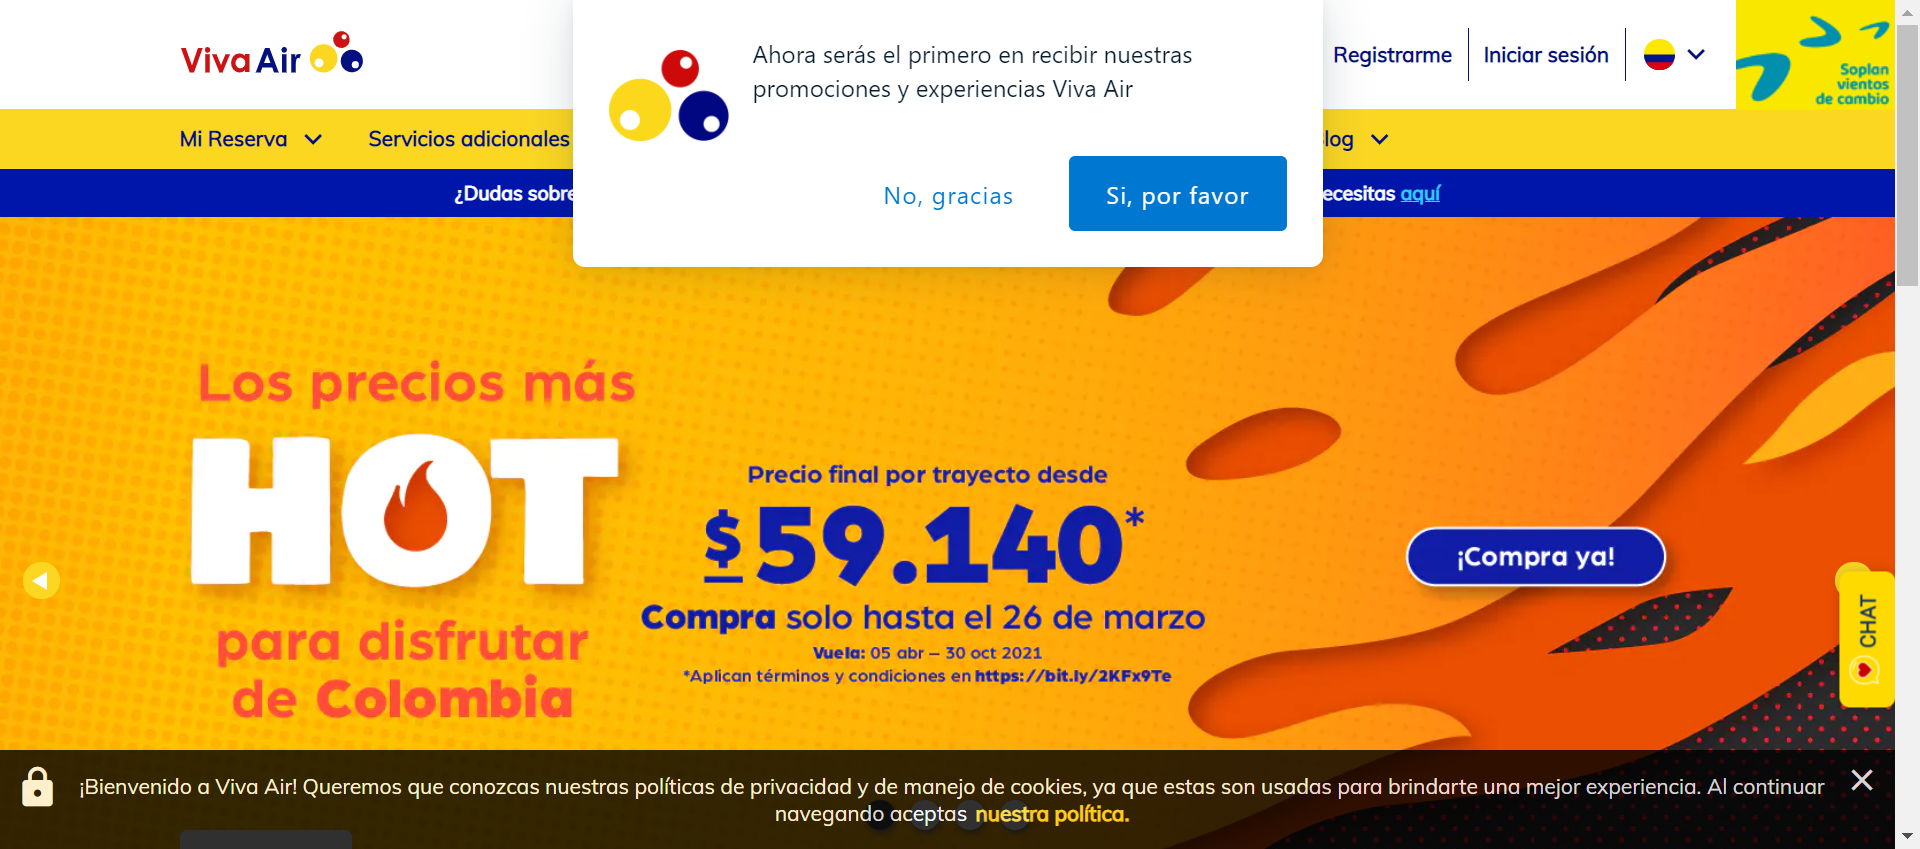 Viva Air
Ahora serás el primero en recibir nuestras
promociones y experiencias Viva Air
No, gracias
Si, por favor
Registrarme
Iniciar sesión
Soplan
vientos
de cambio
Mi Reserva
Servicios adicionales
log
¿Dudas sobre
ecesitas aquí
Los precios más
HOT
para disfrutar
de Colombia
Precio final por trayecto desde
$59.140*
Compra solo hasta el 26 de marzo
Vuela: 05 abr – 30 oct 2021
*Aplican términos y condiciones en https://bit.ly/2KFx9Te
¡Compra ya!
CHAT
¡Bienvenido a Viva Air! Queremos que conozcas nuestras políticas de privacidad y de manejo de cookies, ya que estas son usadas para brindarte una mejor experiencia. Al continuar
navegando aceptas nuestra política.